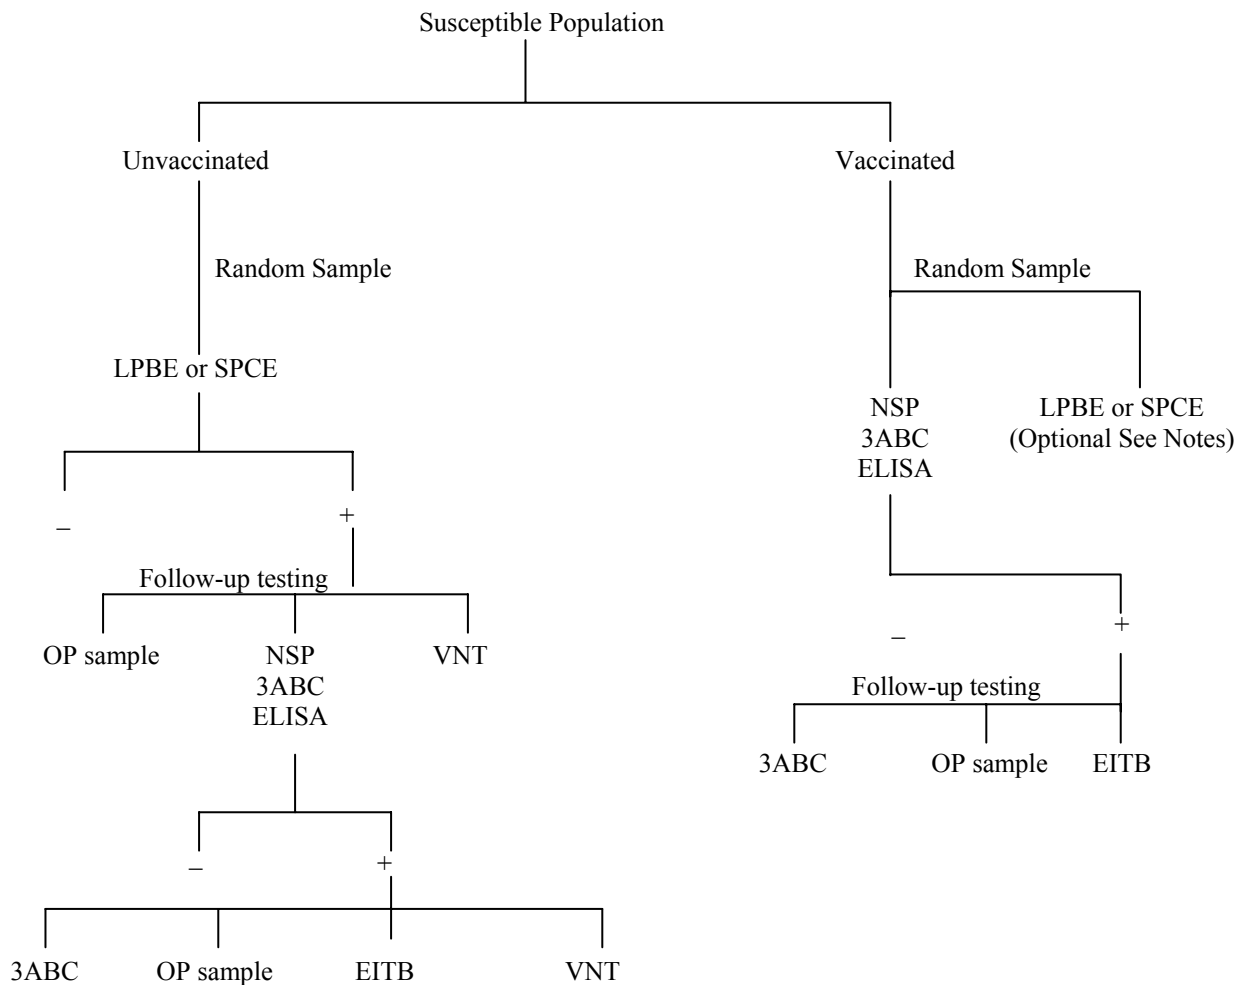 Susceptible Population
Unvaccinated
Vaccinated
Random Sample
Random Sample
LPBE or SPCE
NSP
3ABC
ELISA
LPBE or SPCE
(Optional See Notes)
–
+
Follow-up testing
OP sample
NSP
3ABC
ELISA
VNT
–
+
Follow-up testing
3ABC
OP sample
EITB
–
+
3ABC
OP sample
EITB
VNT